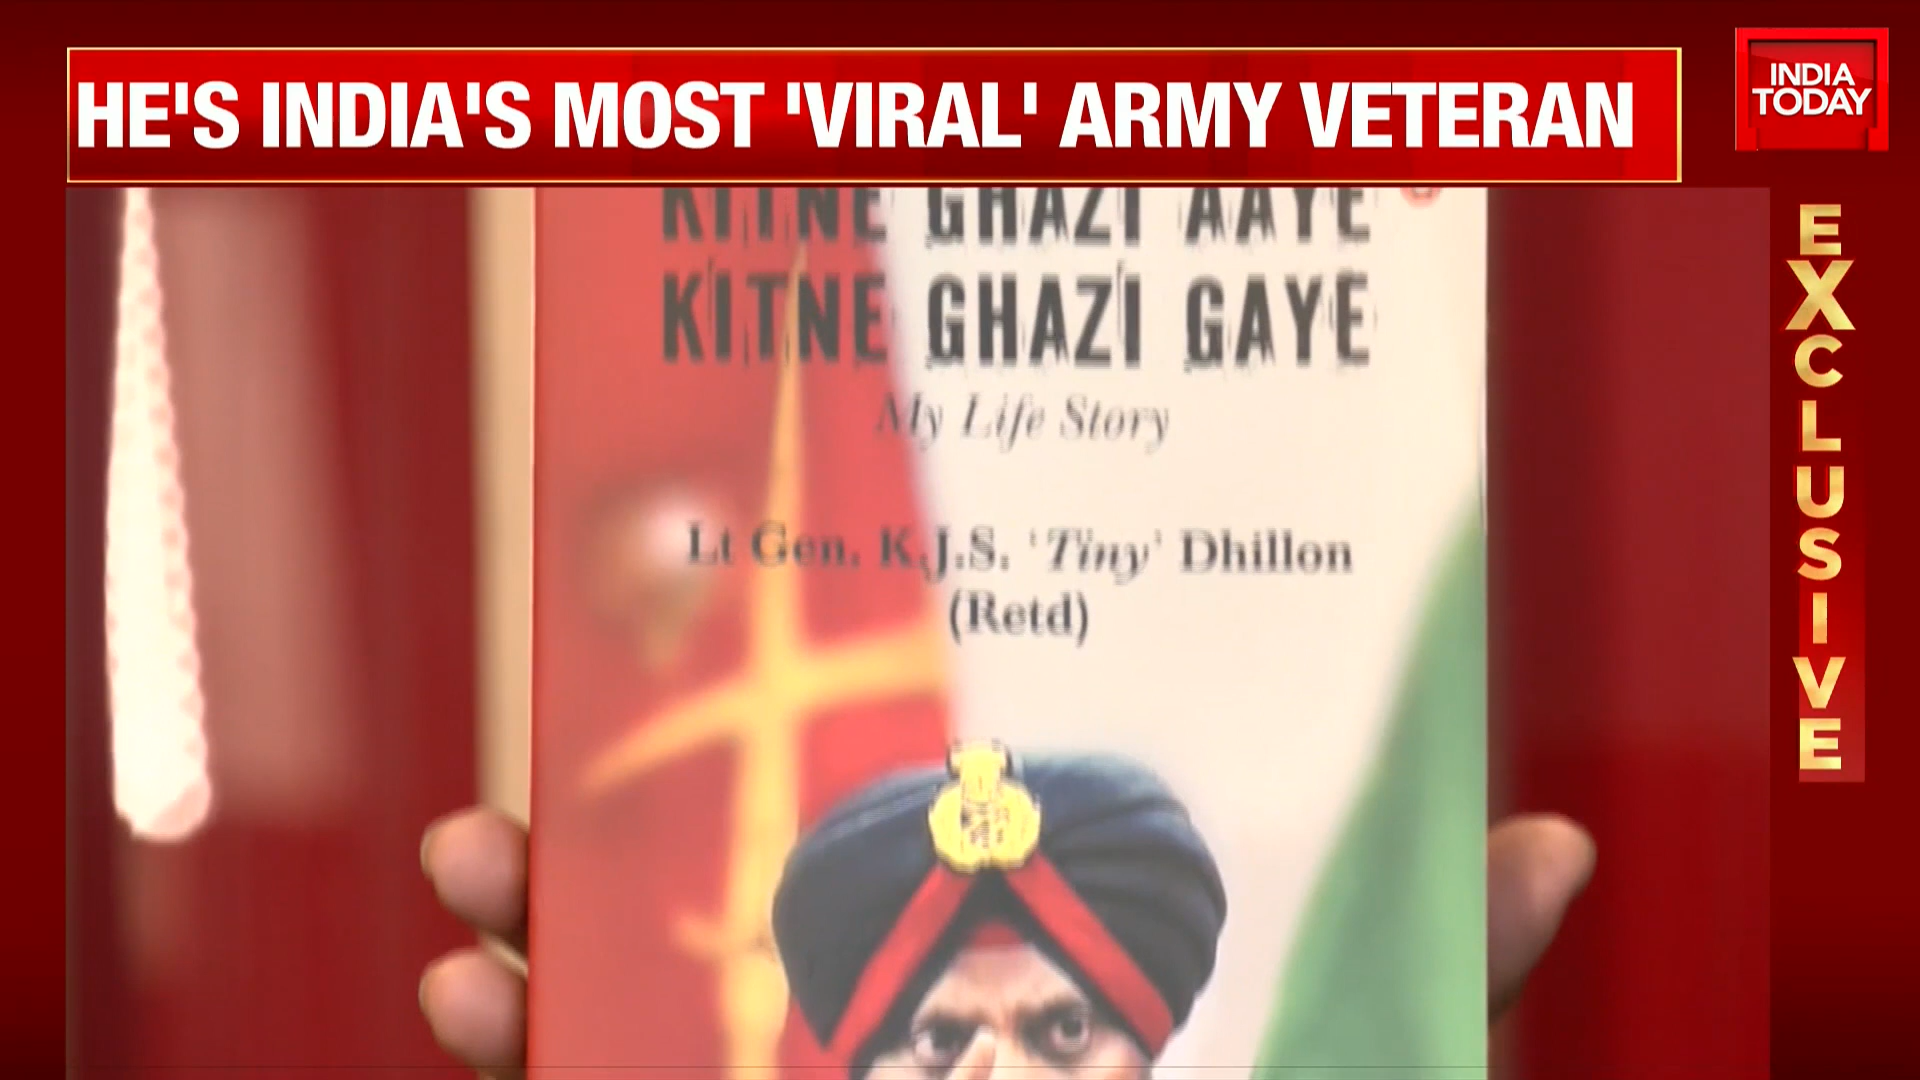 HE'S INDIA'S MOST 'VIRAL' ARMY VETERAN
INDIA
TODAY
EXCLUSIVE
KITNE GHAZI AAYE
KITNE GHAZI GAYE
My Life Story
Lt Gen. K.J.S. 'Tiny' Dhillon
(Retd)